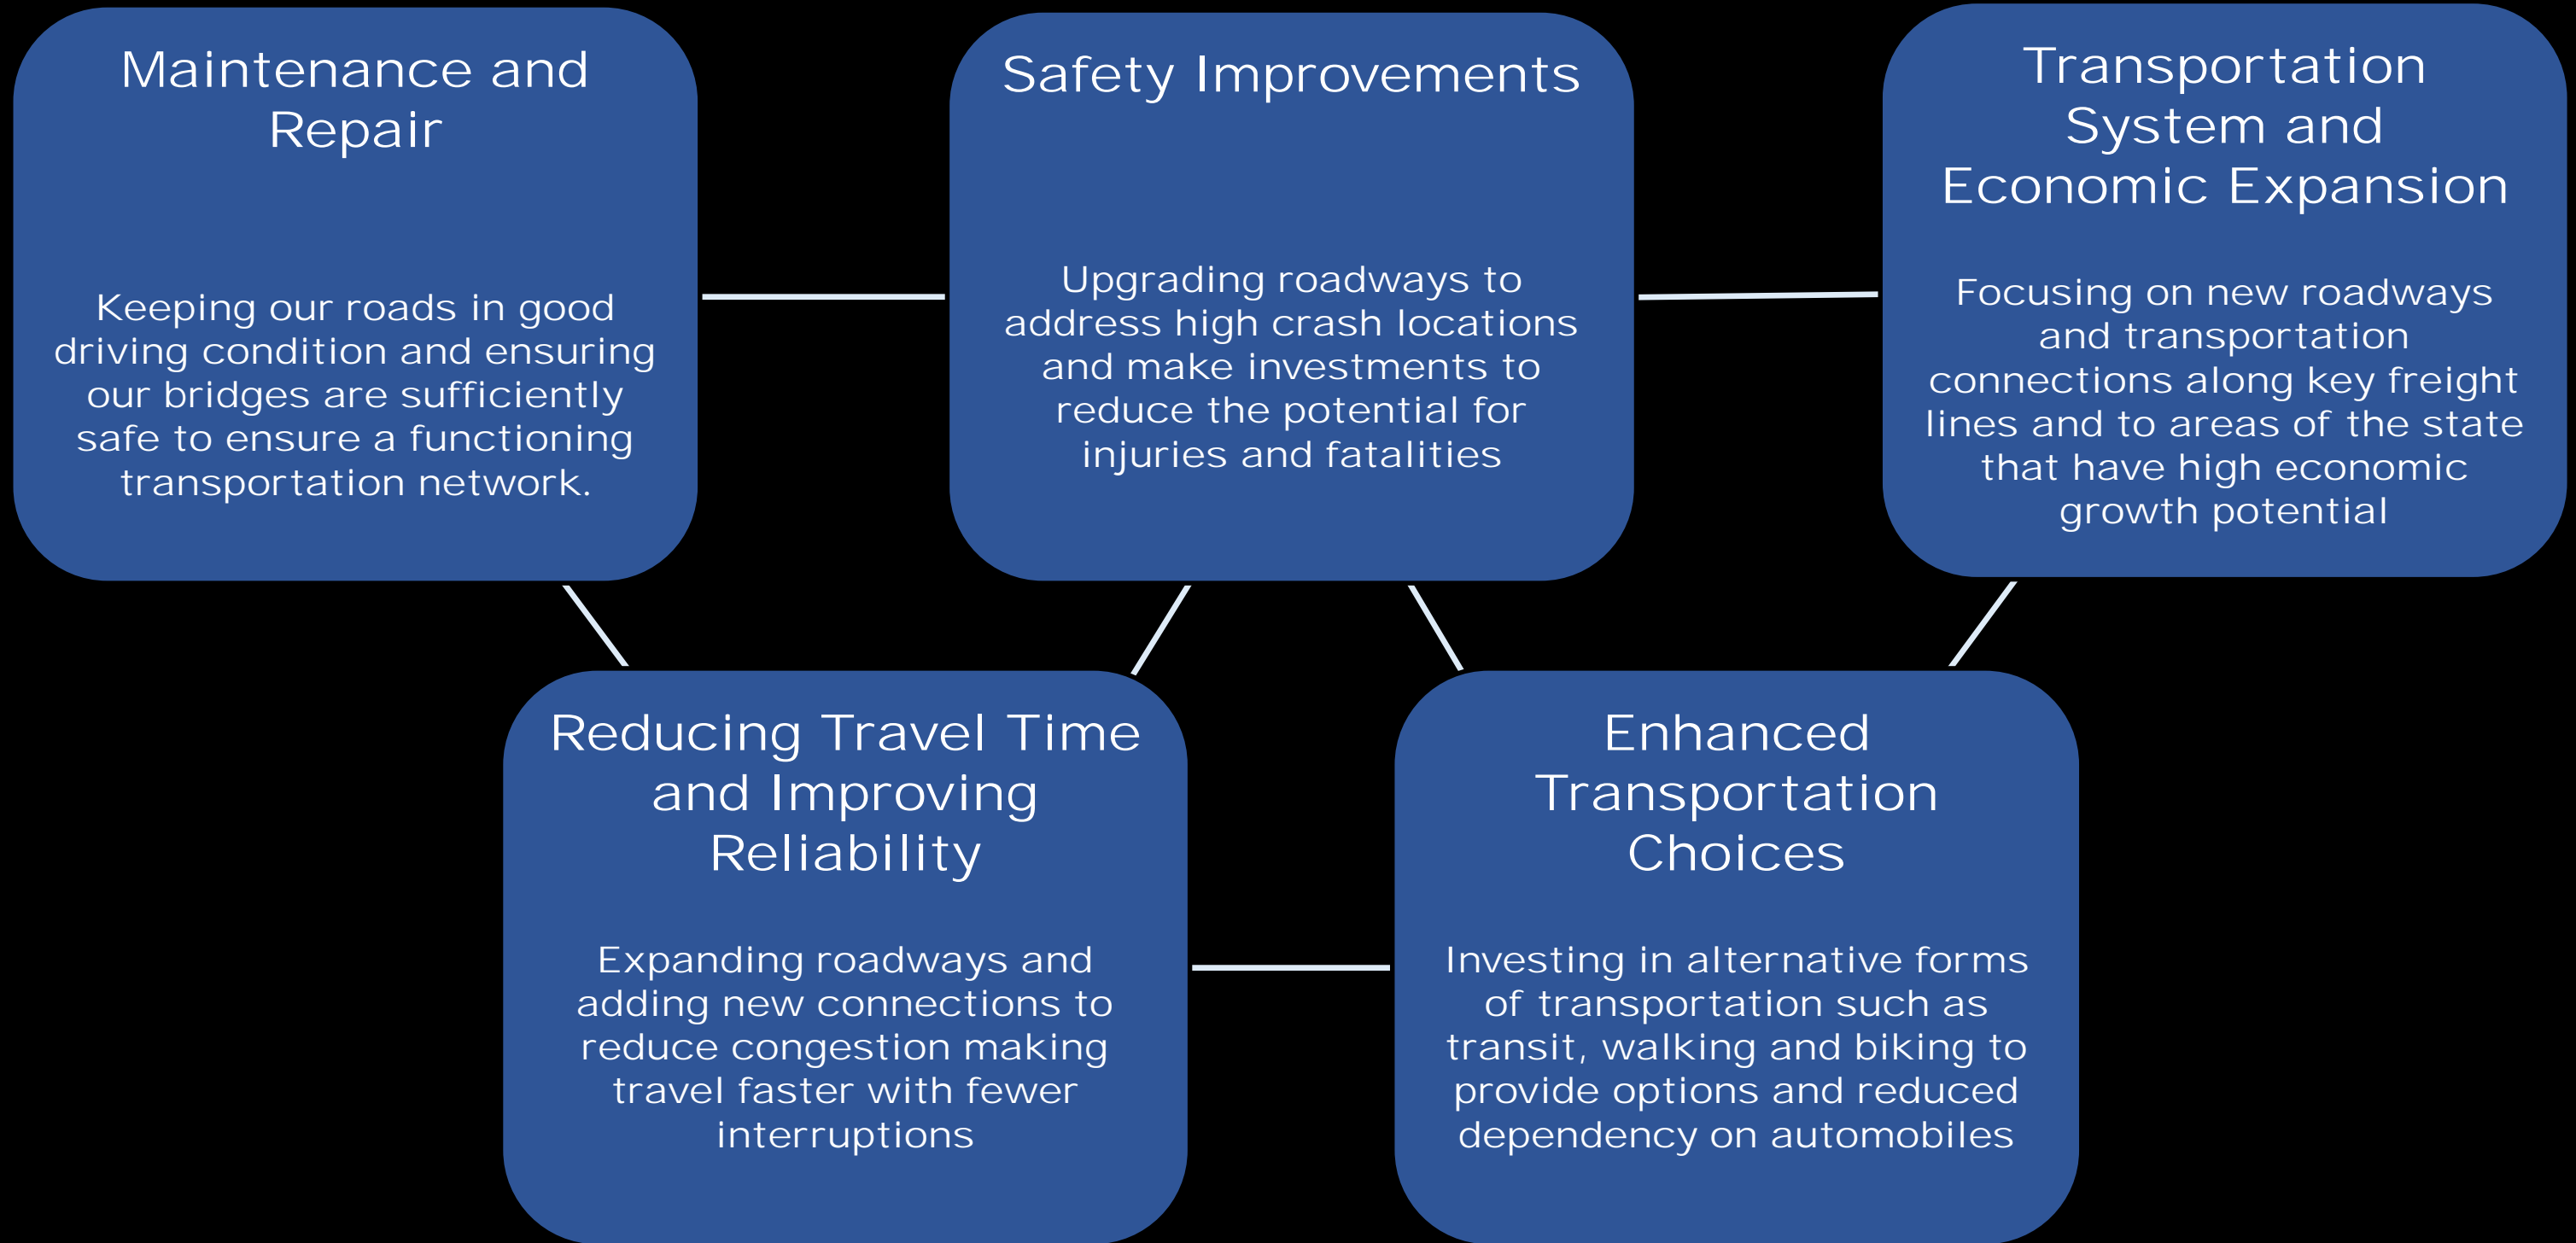 Maintenance and
Repair
Keeping our roads in good
driving condition and ensuring
our bridges are sufficiently
safe to ensure a functioning
transportation network.
Safety Improvements
Upgrading roadways to
address high crash locations
and make investments to
reduce the potential for
injuries and fatalities
Transportation
System and
Economic Expansion
Focusing on new roadways
and transportation
connections along key freight
lines and to areas of the state
that have high economic
growth potential
Reducing Travel Time
and Improving
Reliability
Expanding roadways and
adding new connections to
reduce congestion making
travel faster with fewer
interruptions
Enhanced
Transportation
Choices
Investing in alternative forms
of transportation such as
transit, walking and biking to
provide options and reduced
dependency on automobiles